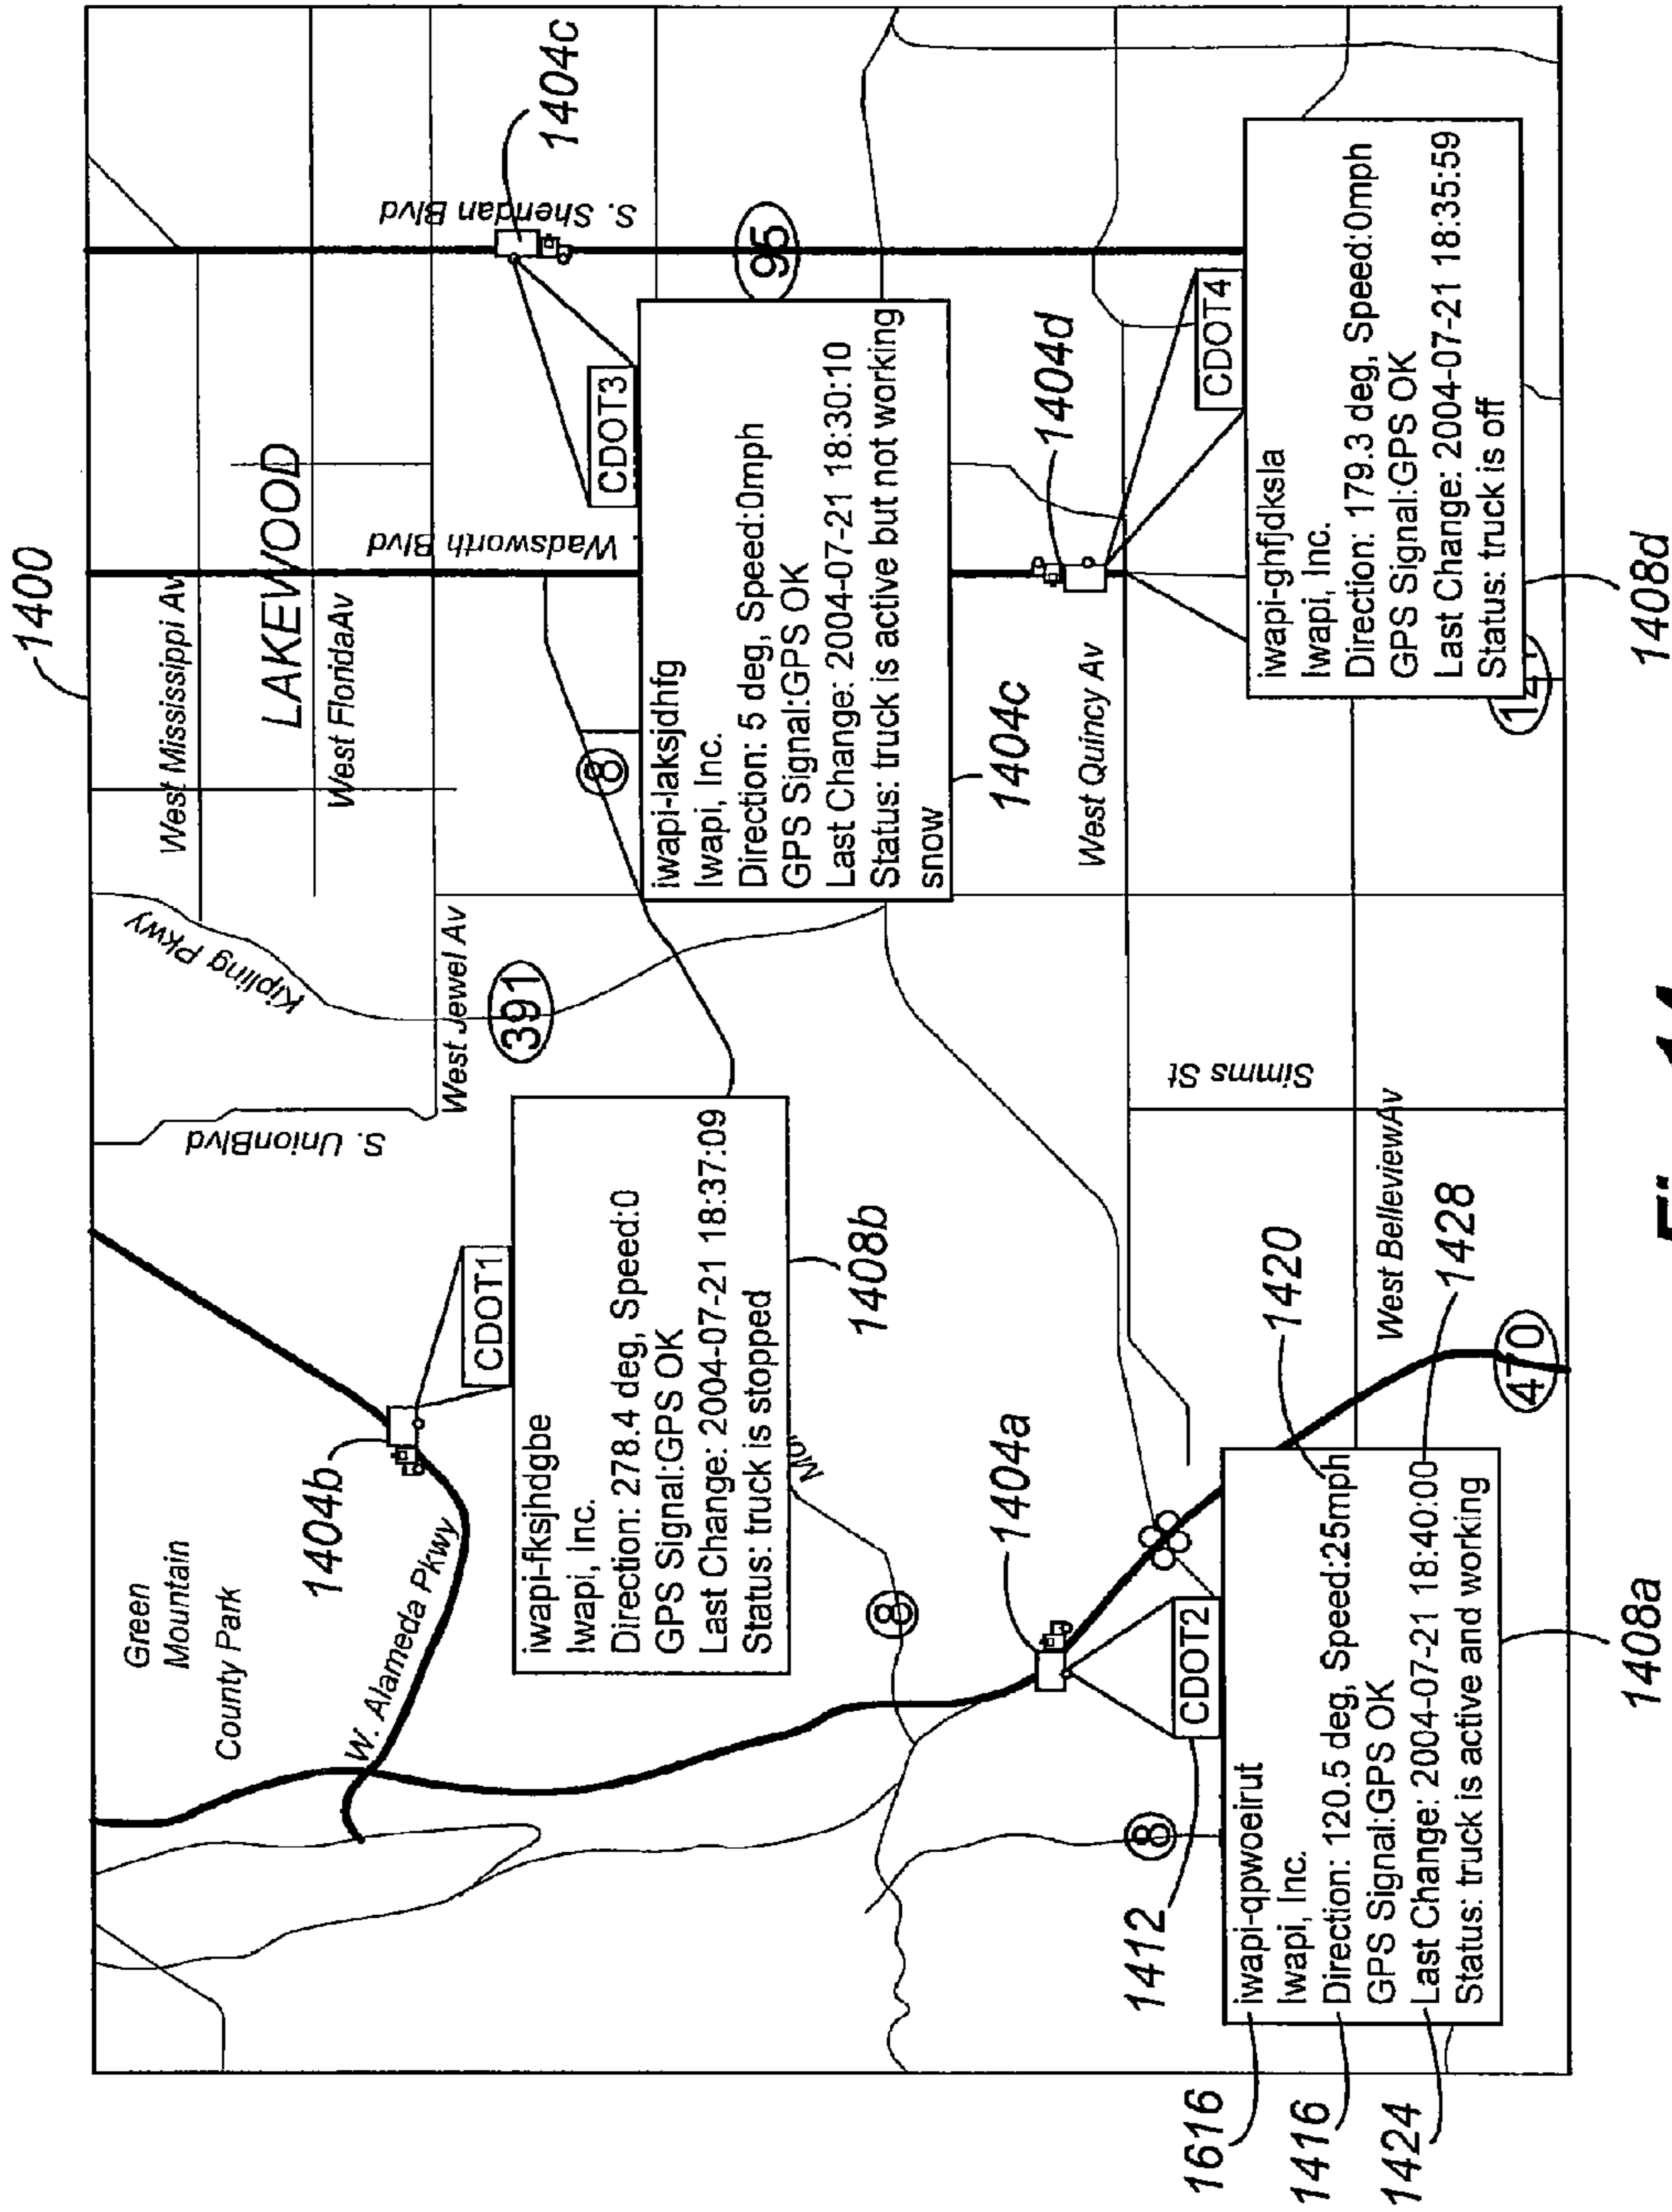 1400
West Mississippi Av
LAKEWOOD
West FloridaAv
Kipling Pkwy
S. UnionBlvd
West Jewel Av
391
8
Wadsworth Blvd
S. Sheridan Blvd
1404c
95
Green
Mountain
County Park
W. Alameda Pkwy
1404b
CDOT1
iwapi-fksjhdgbe
Iwapi, Inc.
Direction: 278.4 deg, Speed:0
GPS Signal:GPS OK
Last Change: 2004-07-21 18:37:09
Status: truck is stopped
1408b
CDOT3
iwapi-laksjdhfg
Iwapi, Inc.
Direction: 5 deg, Speed:0mph
GPS Signal:GPS OK
Last Change: 2004-07-21 18:30:10
Status: truck is active but not working
snow
1404c
8
1404a
1404d
West Quincy Av
Simms St
CDOT2
1412
8
CDOT4
1616
iwapi-qpwoeirut
Iwapi, Inc.
1416
Direction: 120.5 deg, Speed:25mph
1420
GPS Signal:GPS OK
1424
Last Change: 2004-07-21 18:40:00
1428
Status: truck is active and working
1408a
West BelleviewAv
470
iwapi-ghfjdksla
Iwapi, Inc.
Direction: 179.3 deg, Speed:0mph
GPS Signal:GPS OK
Last Change: 2004-07-21 18:35:59
Status: truck is off
1408d